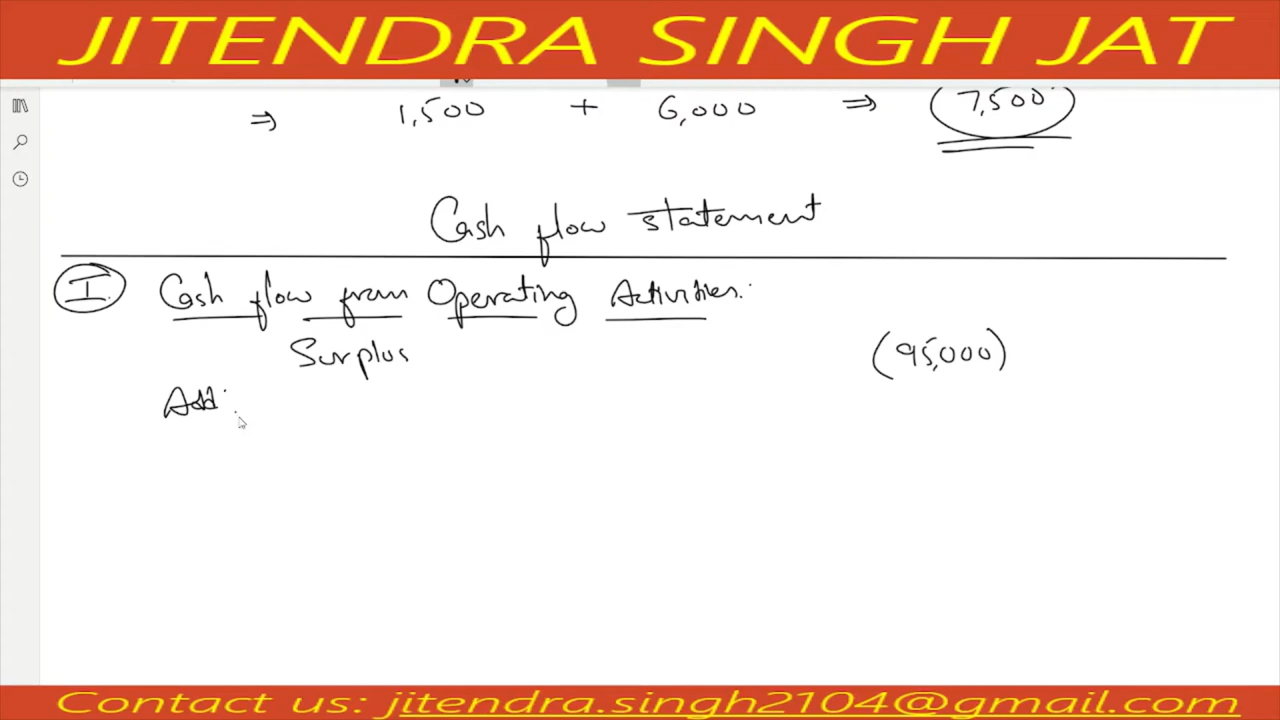 JITENDRA SINGH JAT
⇒ 1,500 + 6,000 ⇒ 7,500
Cash flow statement
I. Cash flow from Operating Activities:
Surplus (95,000)
Add:
Contact us: jitendra.singh2104@gmail.com